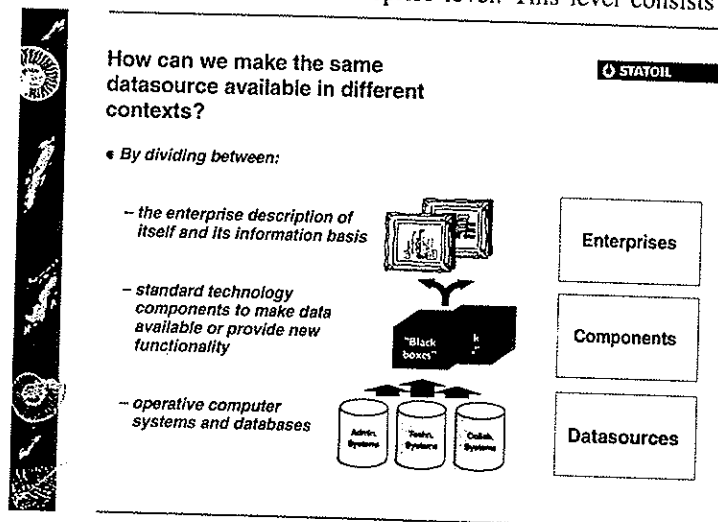 level. This level consists
How can we make the same
datasource available in different
contexts?
STATOIL
• By dividing between:
– the enterprise description of
itself and its information basis
– standard technology
components to make data
available or provide new
functionality
– operative computer
systems and databases
"Black
boxes"
Admin.
Systems
Techn.
Systems
Collab.
Systems
Enterprises
Components
Datasources